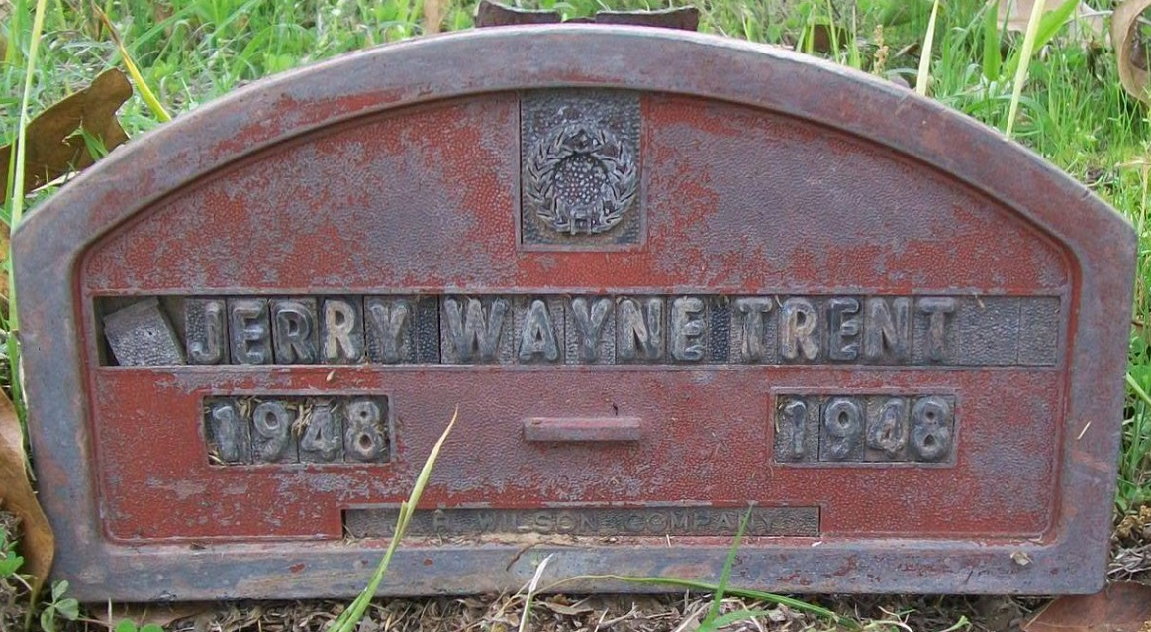 JERRY WAYNE TRENT
1948 – 1948
R. WILSON COMPANY